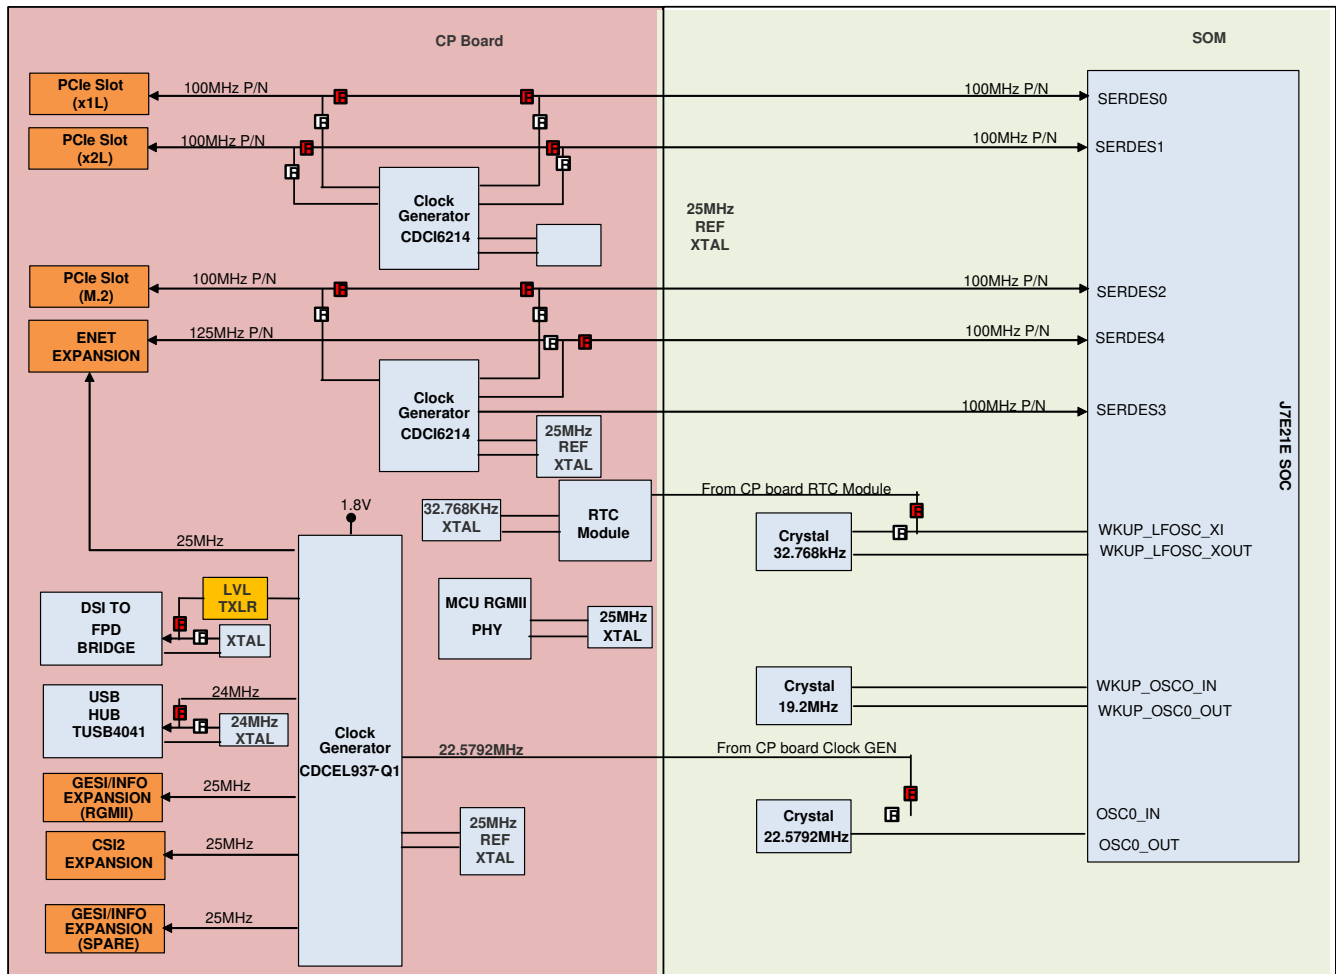 CP Board
SOM
PCIe Slot
(x1L)
100MHz P/N
100MHz P/N
SERDES0
PCIe Slot
(x2L)
100MHz P/N
100MHz P/N
SERDES1
Clock
Generator
CDCI6214
25MHz
REF
XTAL
PCIe Slot
(M.2)
100MHz P/N
100MHz P/N
SERDES2
ENET
EXPANSION
125MHz P/N
100MHz P/N
SERDES4
Clock
Generator
CDCI6214
100MHz P/N
SERDES3
25MHz
REF
XTAL
J7E21E SOC
From CP board RTC Module
32.768KHz
XTAL
RTC
Module
1.8V
Crystal
32.768kHz
WKUP_LFOSC_XI
WKUP_LFOSC_XOUT
25MHz
LVL
TXLR
DSI TO
FPD
BRIDGE
XTAL
MCU RGMII
PHY
25MHz
XTAL
USB
HUB
TUSB4041
24MHz
24MHz
XTAL
Crystal
19.2MHz
WKUP_OSCO_IN
WKUP_OSC0_OUT
Clock
Generator
CDCEL937-Q1
22.5792MHz
From CP board Clock GEN
GESI/INFO
EXPANSION
(RGMII)
25MHz
Crystal
22.5792MHz
OSC0_IN
OSC0_OUT
25MHz
REF
XTAL
CSI2
EXPANSION
25MHz
GESI/INFO
EXPANSION
(SPARE)
25MHz